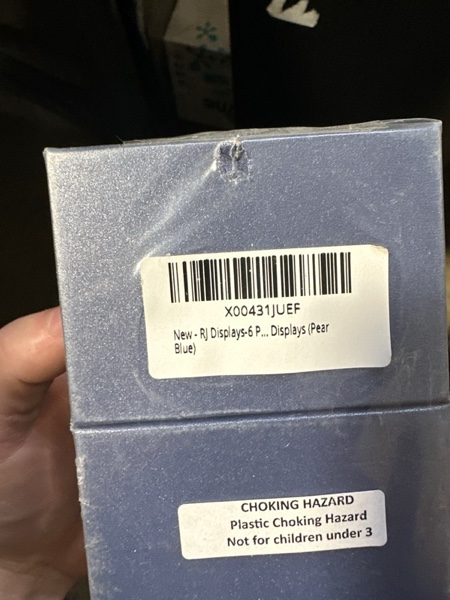 X00431JUEF
New - RJ Displays-6 P... Displays (Pear
Blue)
CHOKING HAZARD
Plastic Choking Hazard
Not for children under 3